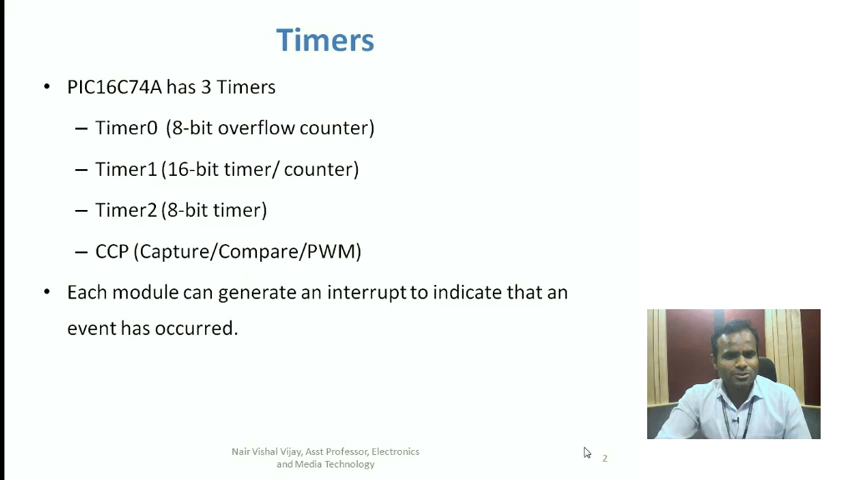 Timers
• PIC16C74A has 3 Timers
– Timer0 (8-bit overflow counter)
– Timer1 (16-bit timer/ counter)
– Timer2 (8-bit timer)
– CCP (Capture/Compare/PWM)
• Each module can generate an interrupt to indicate that an
event has occurred.
Nair Vishal Vijay, Asst Professor, Electronics
and Media Technology
2